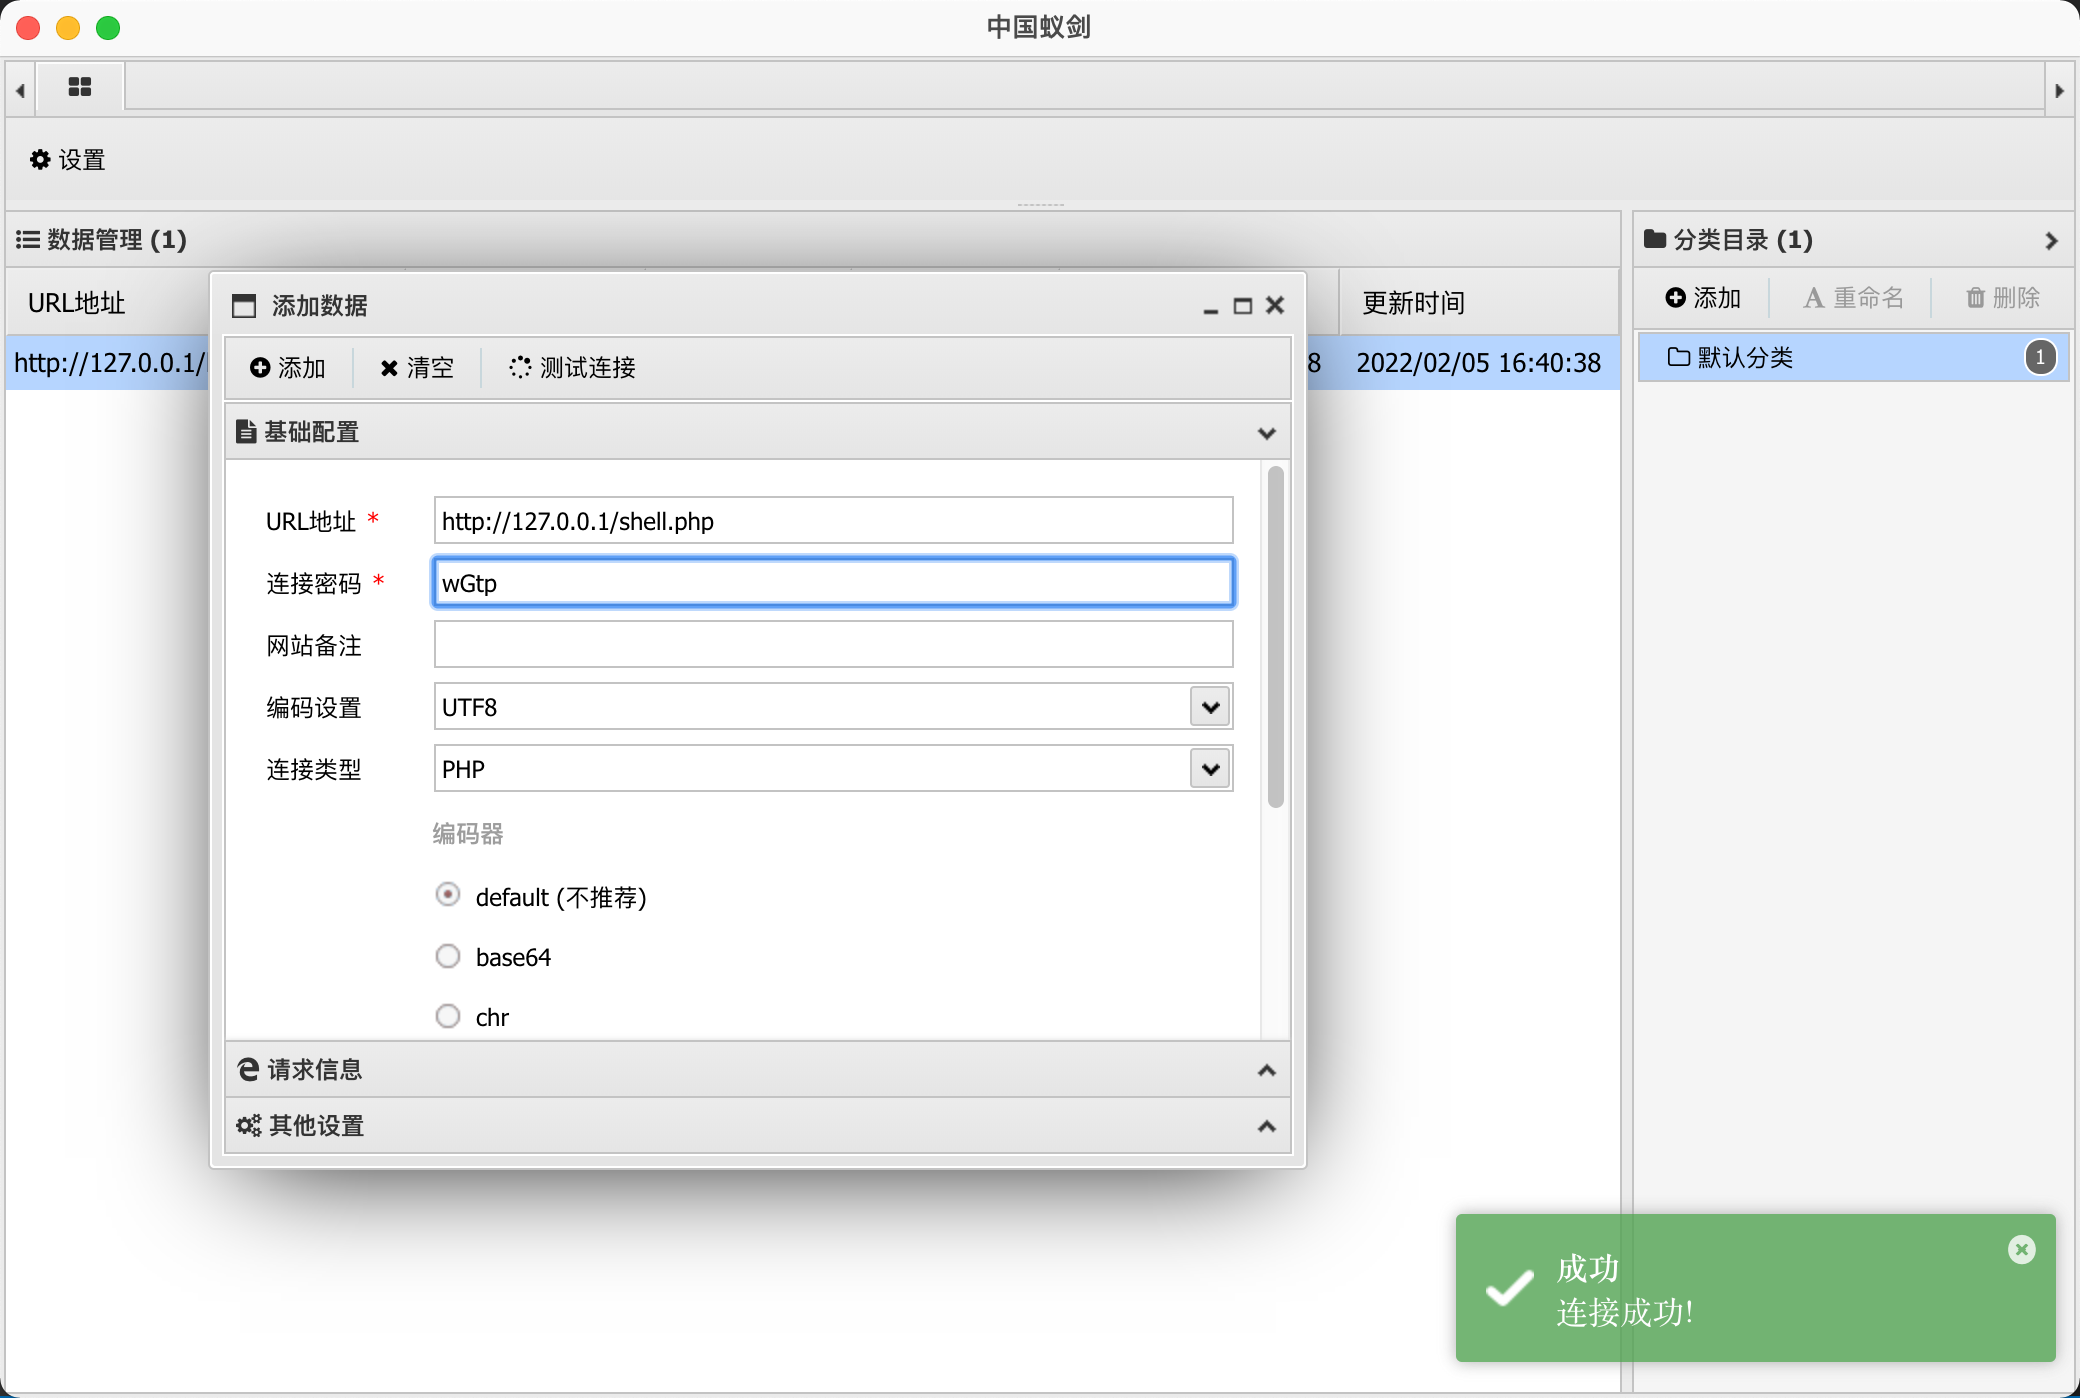 中国蚁剑
设置
数据管理 (1)
分类目录 (1)
URL地址
更新时间
添加
重命名
删除
http://127.0.0.1/
8
2022/02/05 16:40:38
默认分类
1
添加数据
添加
清空
测试连接
基础配置
URL地址 *
http://127.0.0.1/shell.php
连接密码 *
wGtp
网站备注
编码设置
UTF8
连接类型
PHP
编码器
default (不推荐)
base64
chr
请求信息
其他设置
成功
连接成功!